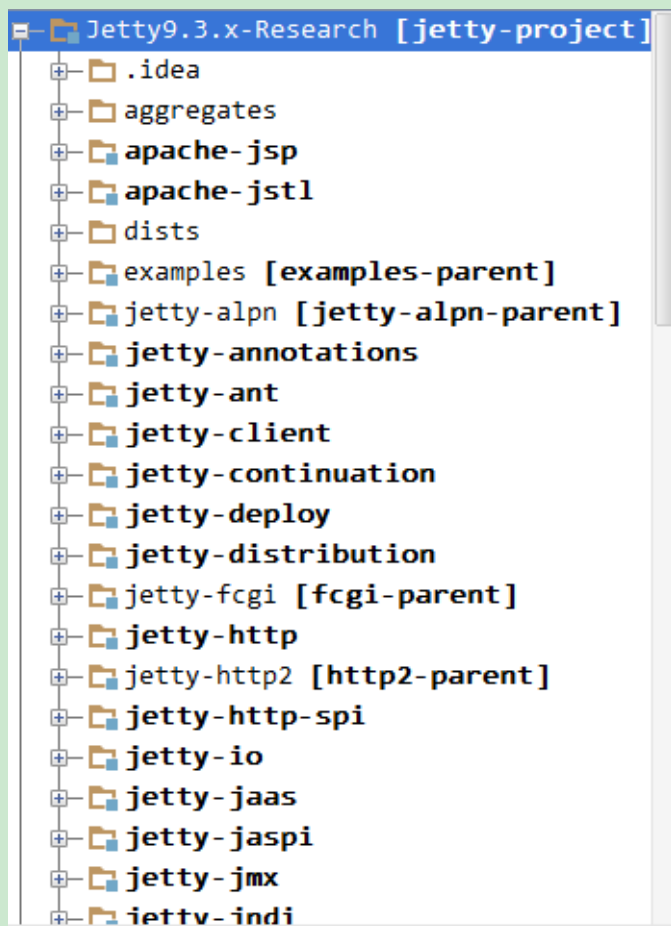 Jetty9.3.x-Research [jetty-project]
.idea
aggregates
apache-jsp
apache-jstl
dists
examples [examples-parent]
jetty-alpn [jetty-alpn-parent]
jetty-annotations
jetty-ant
jetty-client
jetty-continuation
jetty-deploy
jetty-distribution
jetty-fcgi [fcgi-parent]
jetty-http
jetty-http2 [http2-parent]
jetty-http-spi
jetty-io
jetty-jaas
jetty-jaspi
jetty-jmx
jetty-jndi